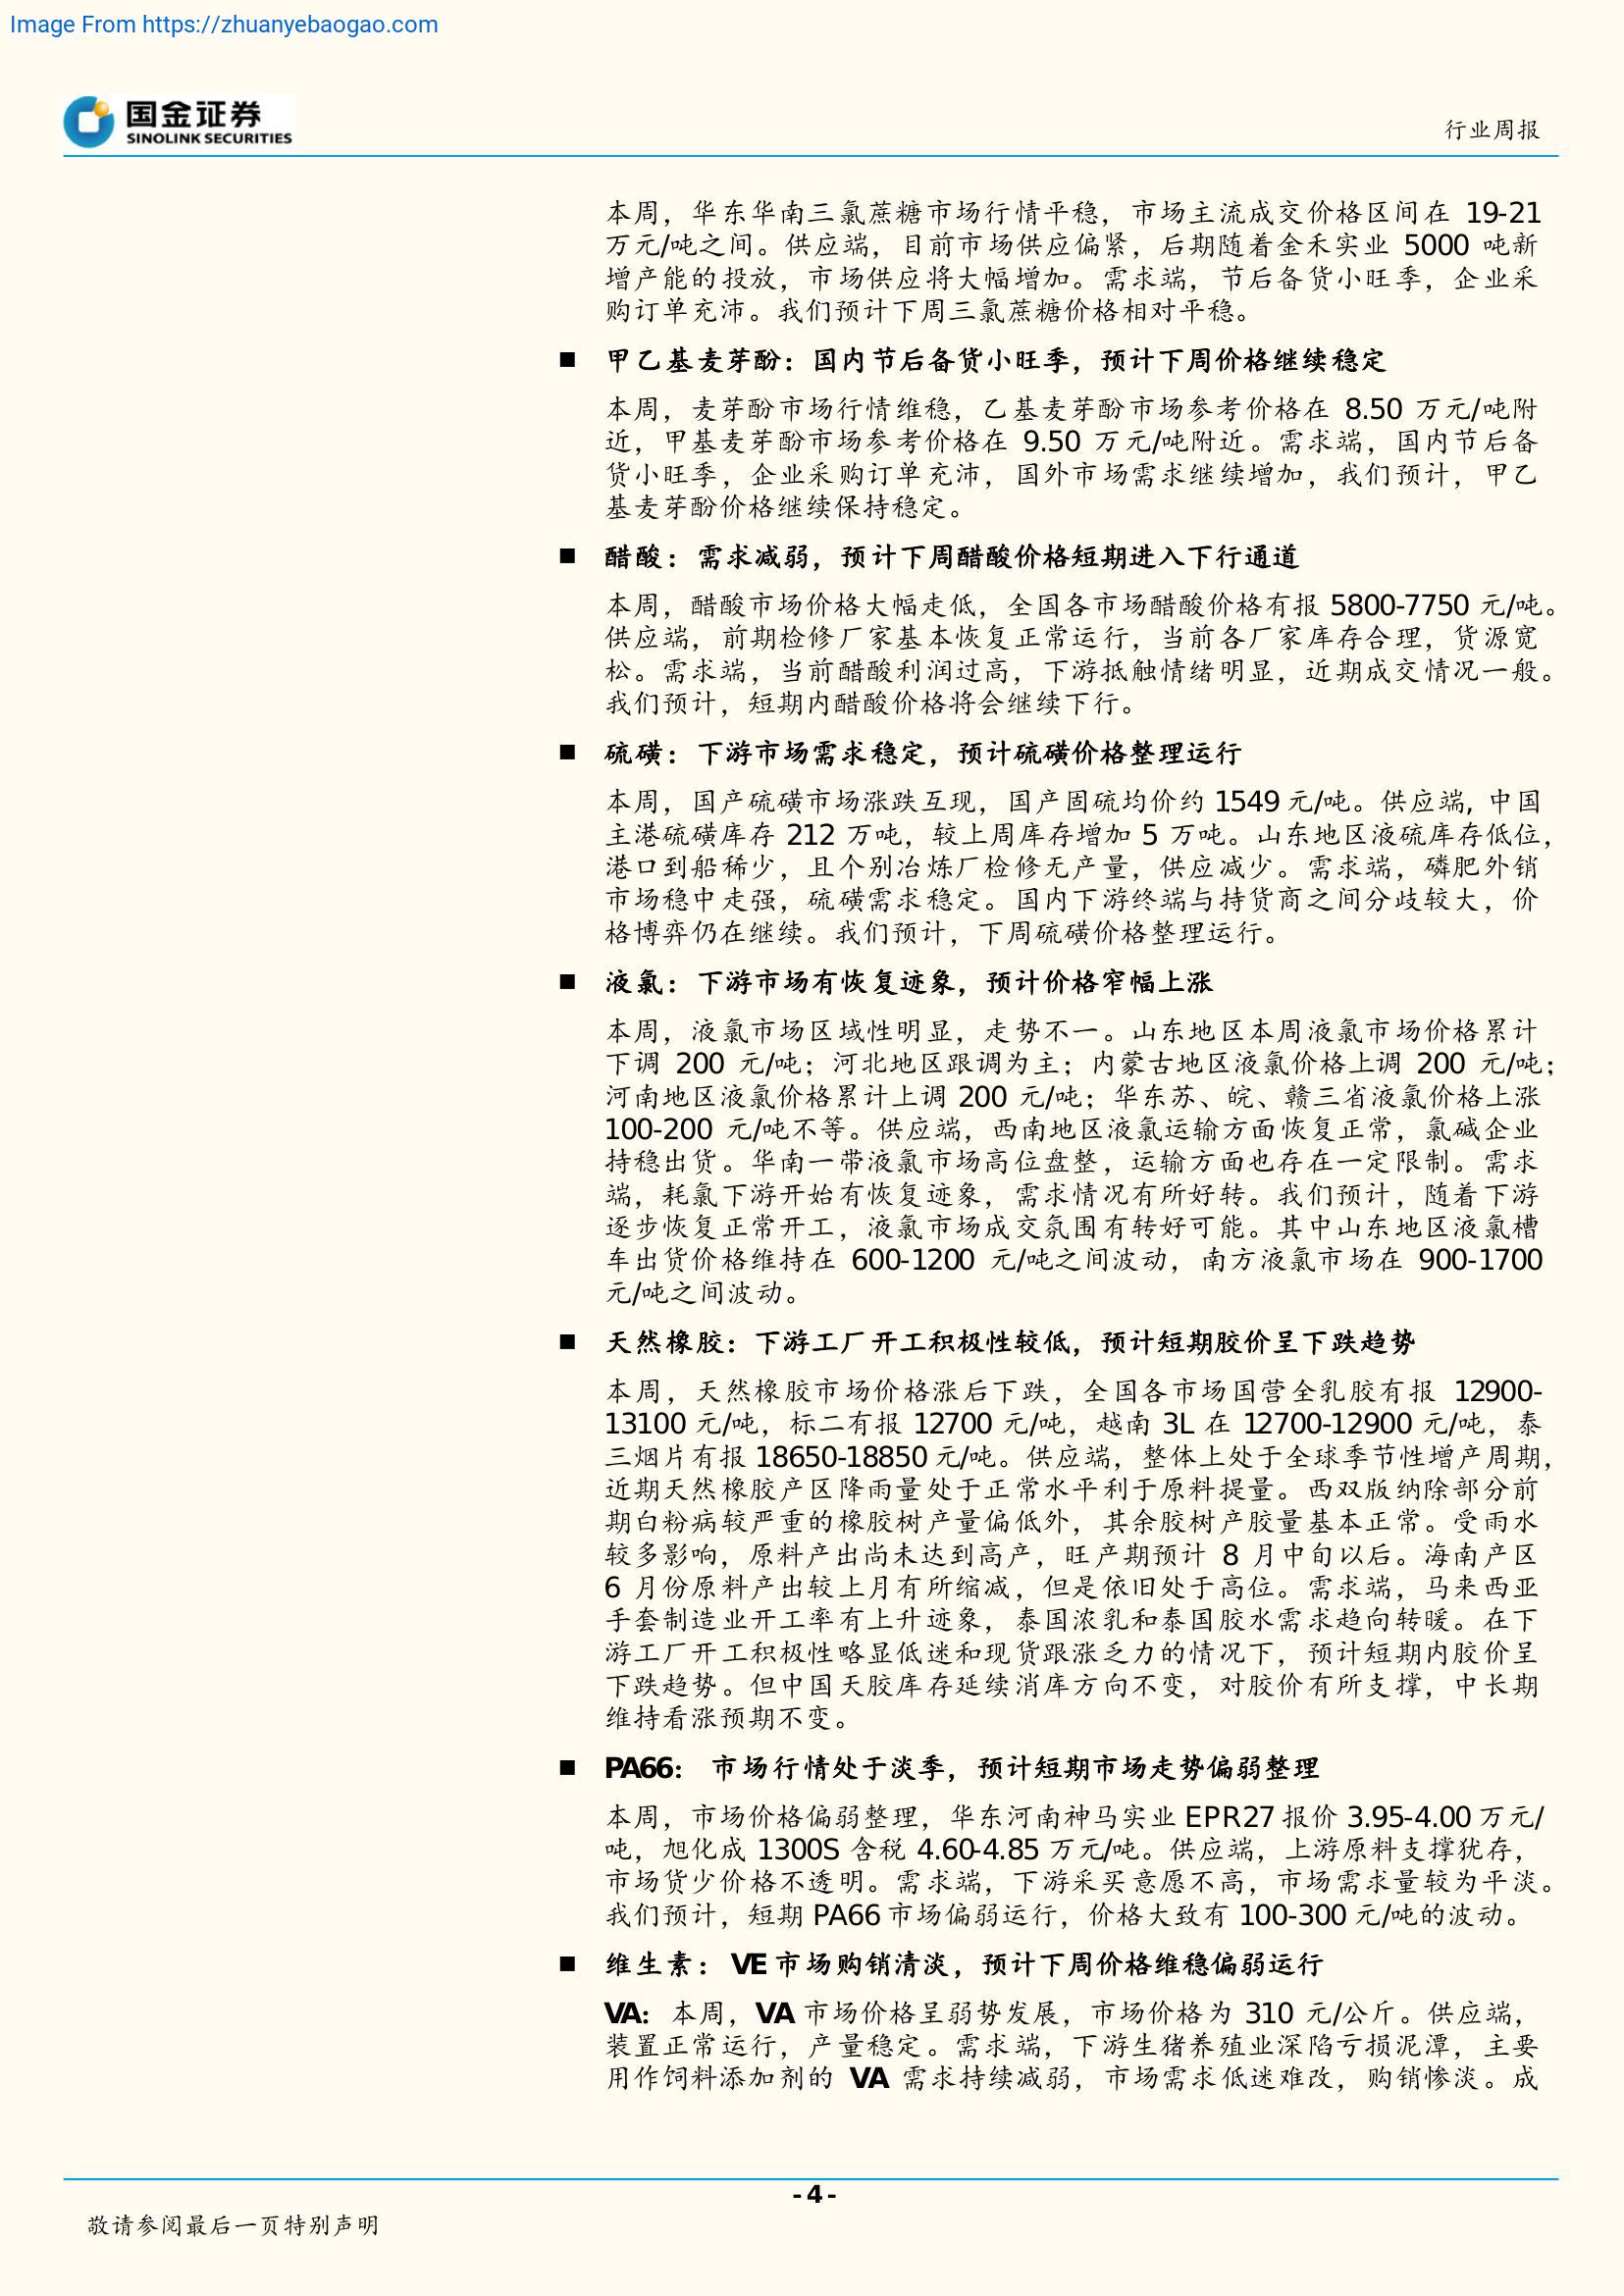 Image From https://zhuanyebaogao.com
国金证券
SINOLINK SECURITIES
行业周报
本周，华东华南三氯蔗糖市场行情平稳，市场主流成交价格区间在 19-21
万元/吨之间。供应端，目前市场供应偏紧，后期随着金禾实业 5000 吨新
增产能的投放，市场供应将大幅增加。需求端，节后备货小旺季，企业采
购订单充沛。我们预计下周三氯蔗糖价格相对平稳。
■ 甲乙基麦芽酚：国内节后备货小旺季，预计下周价格继续稳定
本周，麦芽酚市场行情维稳，乙基麦芽酚市场参考价格在 8.50 万元/吨附
近，甲基麦芽酚市场参考价格在 9.50 万元/吨附近。需求端，国内节后备
货小旺季，企业采购订单充沛，国外市场需求继续增加，我们预计，甲乙
基麦芽酚价格继续保持稳定。
■ 醋酸：需求减弱，预计下周醋酸价格短期进入下行通道
本周，醋酸市场价格大幅走低，全国各市场醋酸价格有报 5800-7750 元/吨。
供应端，前期检修厂家基本恢复正常运行，当前各厂家库存合理，货源宽
松。需求端，当前醋酸利润过高，下游抵触情绪明显，近期成交情况一般。
我们预计，短期内醋酸价格将会继续下行。
■ 硫磺：下游市场需求稳定，预计硫磺价格整理运行
本周，国产硫磺市场涨跌互现，国产固硫均价约 1549 元/吨。供应端, 中国
主港硫磺库存 212 万吨，较上周库存增加 5 万吨。山东地区液硫库存低位，
港口到船稀少，且个别冶炼厂检修无产量，供应减少。需求端，磷肥外销
市场稳中走强，硫磺需求稳定。国内下游终端与持货商之间分歧较大，价
格博弈仍在继续。我们预计，下周硫磺价格整理运行。
■ 液氯：下游市场有恢复迹象，预计价格窄幅上涨
本周，液氯市场区域性明显，走势不一。山东地区本周液氯市场价格累计
下调 200 元/吨；河北地区跟调为主；内蒙古地区液氯价格上调 200 元/吨；
河南地区液氯价格累计上调 200 元/吨；华东苏、皖、赣三省液氯价格上涨
100-200 元/吨不等。供应端，西南地区液氯运输方面恢复正常，氯碱企业
持稳出货。华南一带液氯市场高位盘整，运输方面也存在一定限制。需求
端，耗氯下游开始有恢复迹象，需求情况有所好转。我们预计，随着下游
逐步恢复正常开工，液氯市场成交氛围有转好可能。其中山东地区液氯槽
车出货价格维持在 600-1200 元/吨之间波动，南方液氯市场在 900-1700
元/吨之间波动。
■ 天然橡胶：下游工厂开工积极性较低，预计短期胶价呈下跌趋势
本周，天然橡胶市场价格涨后下跌，全国各市场国营全乳胶有报 12900-
13100 元/吨，标二有报 12700 元/吨，越南 3L 在 12700-12900 元/吨，泰
三烟片有报 18650-18850 元/吨。供应端，整体上处于全球季节性增产周期，
近期天然橡胶产区降雨量处于正常水平利于原料提量。西双版纳除部分前
期白粉病较严重的橡胶树产量偏低外，其余胶树产胶量基本正常。受雨水
较多影响，原料产出尚未达到高产，旺产期预计 8 月中旬以后。海南产区
6 月份原料产出较上月有所缩减，但是依旧处于高位。需求端，马来西亚
手套制造业开工率有上升迹象，泰国浓乳和泰国胶水需求趋向转暖。在下
游工厂开工积极性略显低迷和现货跟涨乏力的情况下，预计短期内胶价呈
下跌趋势。但中国天胶库存延续消库方向不变，对胶价有所支撑，中长期
维持看涨预期不变。
■ PA66： 市场行情处于淡季，预计短期市场走势偏弱整理
本周，市场价格偏弱整理，华东河南神马实业 EPR27 报价 3.95-4.00 万元/
吨，旭化成 1300S 含税 4.60-4.85 万元/吨。供应端，上游原料支撑犹存，
市场货少价格不透明。需求端，下游采买意愿不高，市场需求量较为平淡。
我们预计，短期 PA66 市场偏弱运行，价格大致有 100-300 元/吨的波动。
■ 维生素：VE 市场购销清淡，预计下周价格维稳偏弱运行
VA：本周，VA 市场价格呈弱势发展，市场价格为 310 元/公斤。供应端，
装置正常运行，产量稳定。需求端，下游生猪养殖业深陷亏损泥潭，主要
用作饲料添加剂的 VA 需求持续减弱，市场需求低迷难改，购销惨淡。成
- 4 -
敬请参阅最后一页特别声明